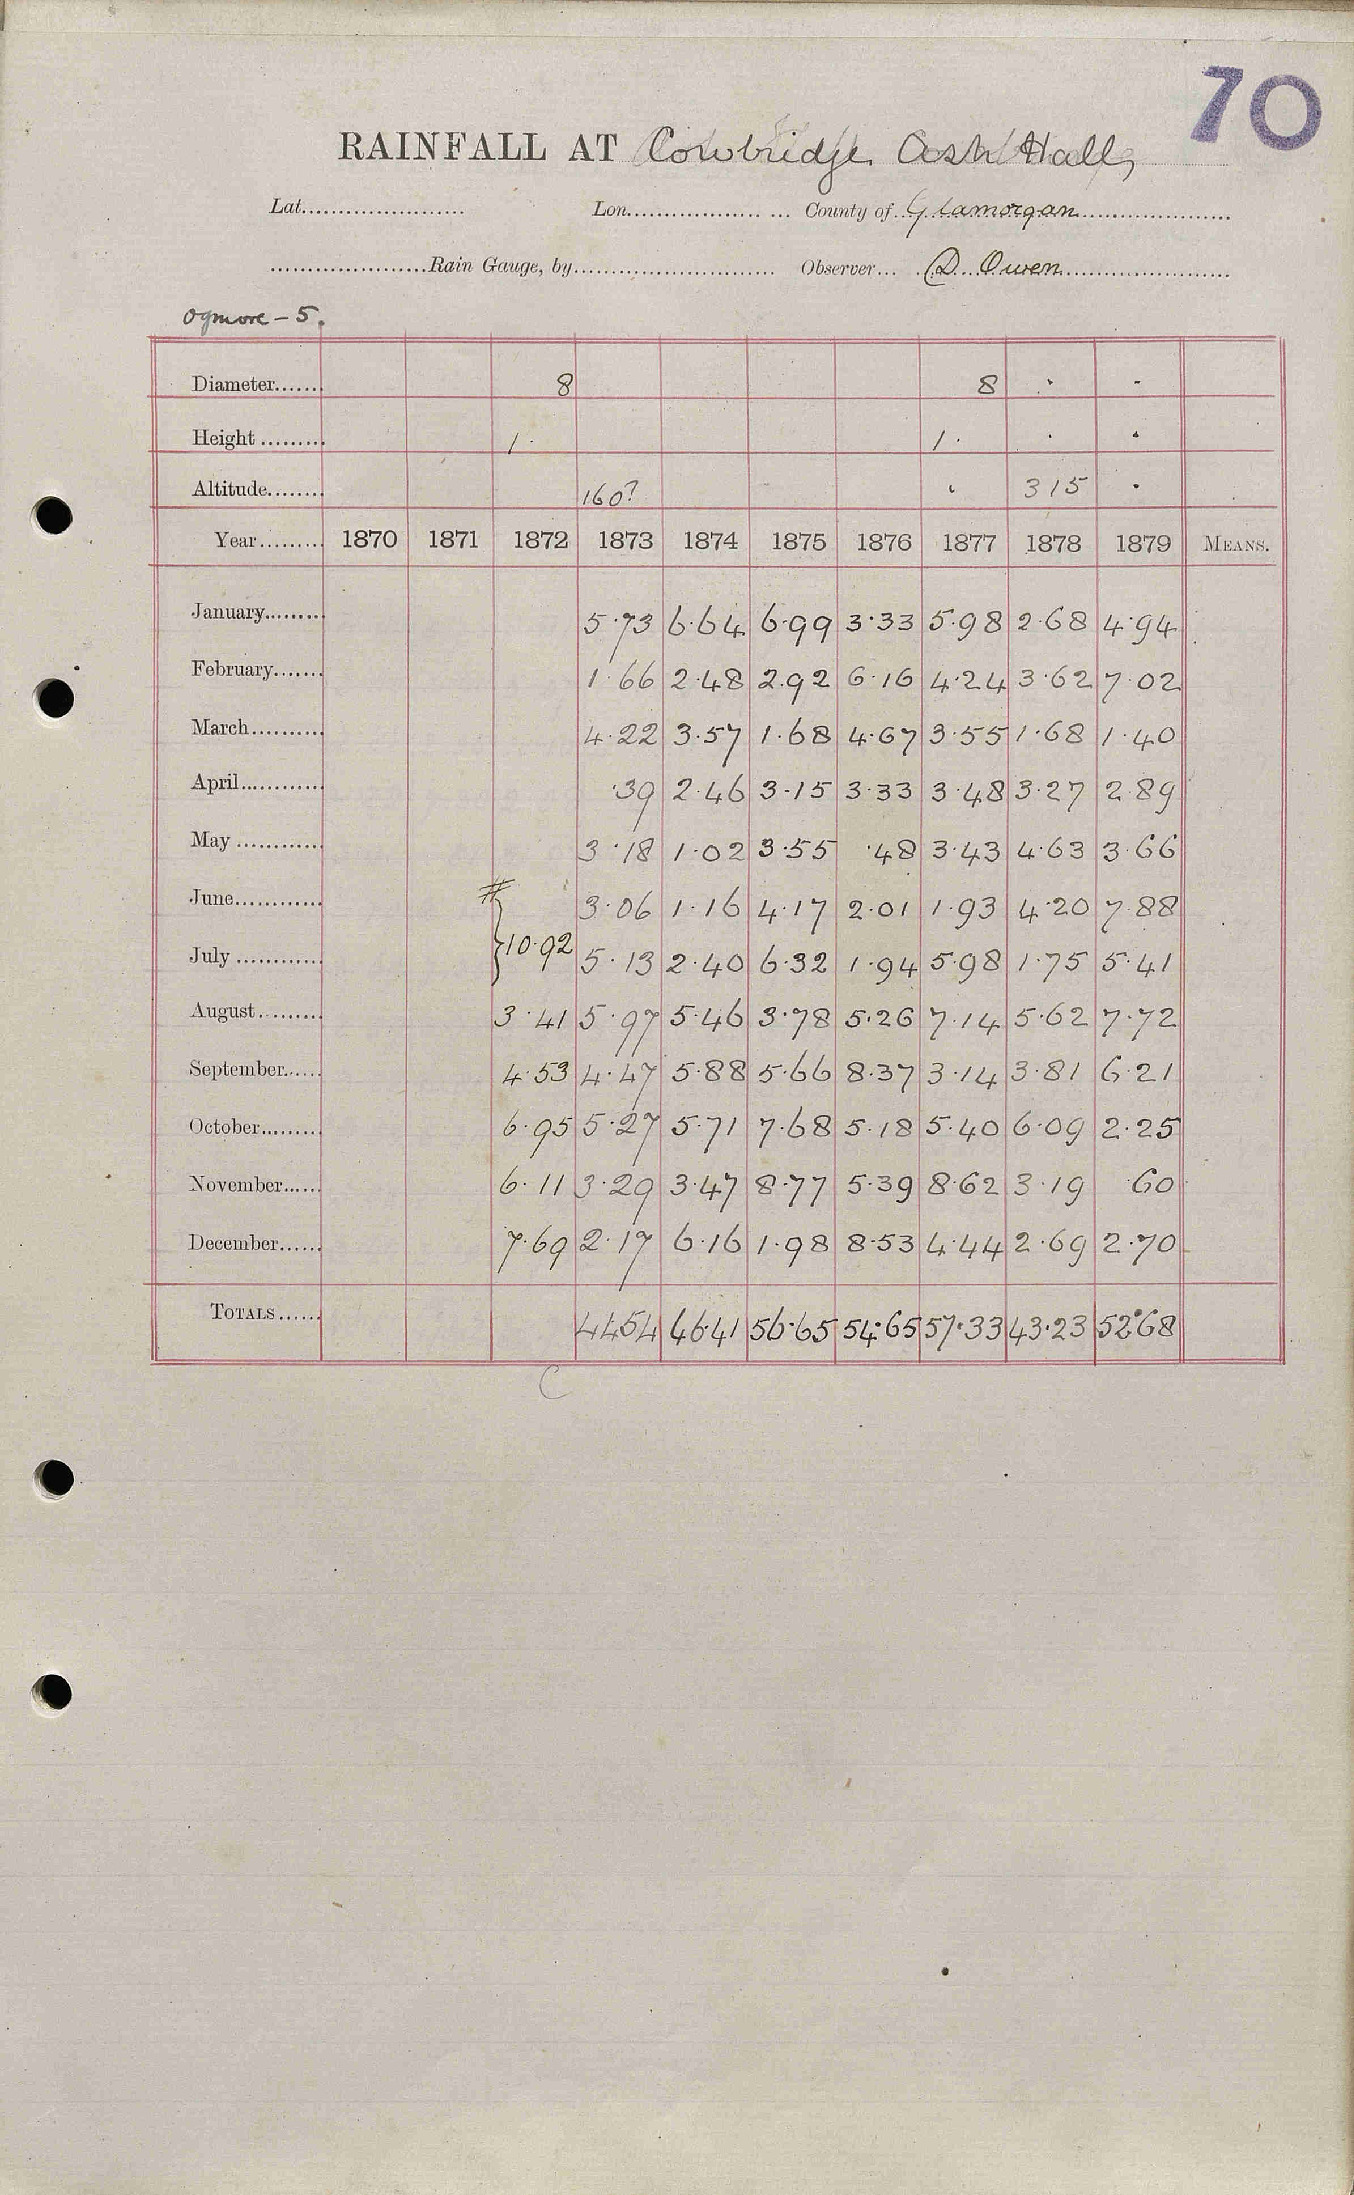 70
RAINFALL AT Cowbridge Ash Hall,
Lat. Lon. County of Glamorgan
Rain Gauge, by Observer D. Owen
Ogmore - 5.
Diameter 8 8 · ·
Height 1· 1· · ·
Altitude 160? · 315 ·
Year 1870 1871 1872 1873 1874 1875 1876 1877 1878 1879 MEANS.
January 5·73 6·64 6·99 3·33 5·98 2·68 4·94
February 1·66 2·48 2·92 6·16 4·24 3·62 7·02
March 4·22 3·57 1·68 4·67 3·55 1·68 1·40
April ·39 2·46 3·15 3·33 3·48 3·27 2·89
May 3·18 1·02 3·55 ·48 3·43 4·63 3·66
June # 3·06 1·16 4·17 2·01 1·93 4·20 7·88
July }10·92 5·13 2·40 6·32 1·94 5·98 1·75 5·41
August 3·41 5·97 5·46 3·78 5·26 7·14 5·62 7·72
September 4·53 4·47 5·88 5·66 8·37 3·14 3·81 6·21
October 6·95 5·27 5·71 7·68 5·18 5·40 6·09 2·25
November 6·11 3·29 3·47 8·77 5·39 8·62 3·19 ·60
December 7·69 2·17 6·16 1·98 8·53 4·44 2·69 2·70
TOTALS 4454 46·41 56·65 54·65 57·33 43·23 52·68
C